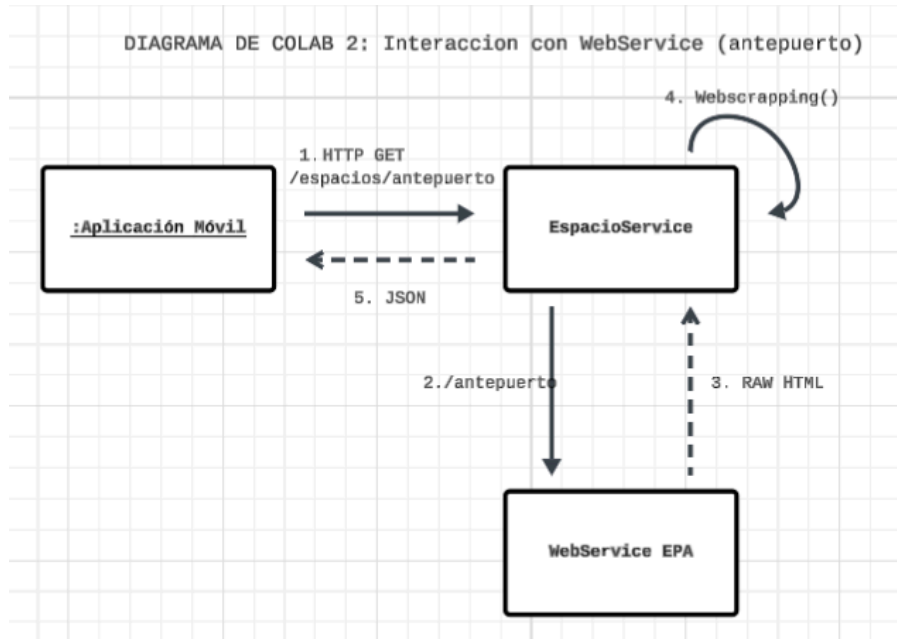 DIAGRAMA DE COLAB 2: Interaccion con WebService (antepuerto)
4. Webscrapping()
1. HTTP GET
/espacios/antepuerto
:Aplicación Móvil
EspacioService
5. JSON
2./antepuerto
3. RAW HTML
WebService EPA